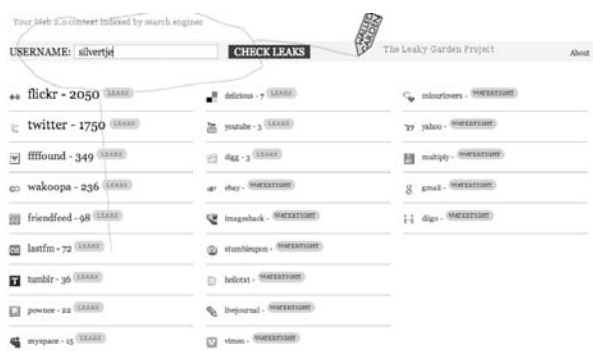 Your Web 2.0 context indexed by search engines
USERNAME: silvertje CHECK LEAKS
WALLED GARDEN
The Leaky Garden Project
About
flickr - 2050 LEAKS
twitter - 1750 LEAKS
ffffound - 349 LEAKS
wakoopa - 236 LEAKS
friendfeed - 98 LEAKS
lastfm - 72 LEAKS
tumblr - 36 LEAKS
pownce - 22 LEAKS
myspace - 15 LEAKS
delicious - 7 LEAKS
youtube - 3 LEAKS
digg - 3 LEAKS
ebay - WATERTIGHT
imageshack - WATERTIGHT
stumbleupon - WATERTIGHT
hellotxt - WATERTIGHT
livejournal - WATERTIGHT
vimeo - WATERTIGHT
colourlovers - WATERTIGHT
yahoo - WATERTIGHT
multiply - WATERTIGHT
gmail - WATERTIGHT
diigo - WATERTIGHT